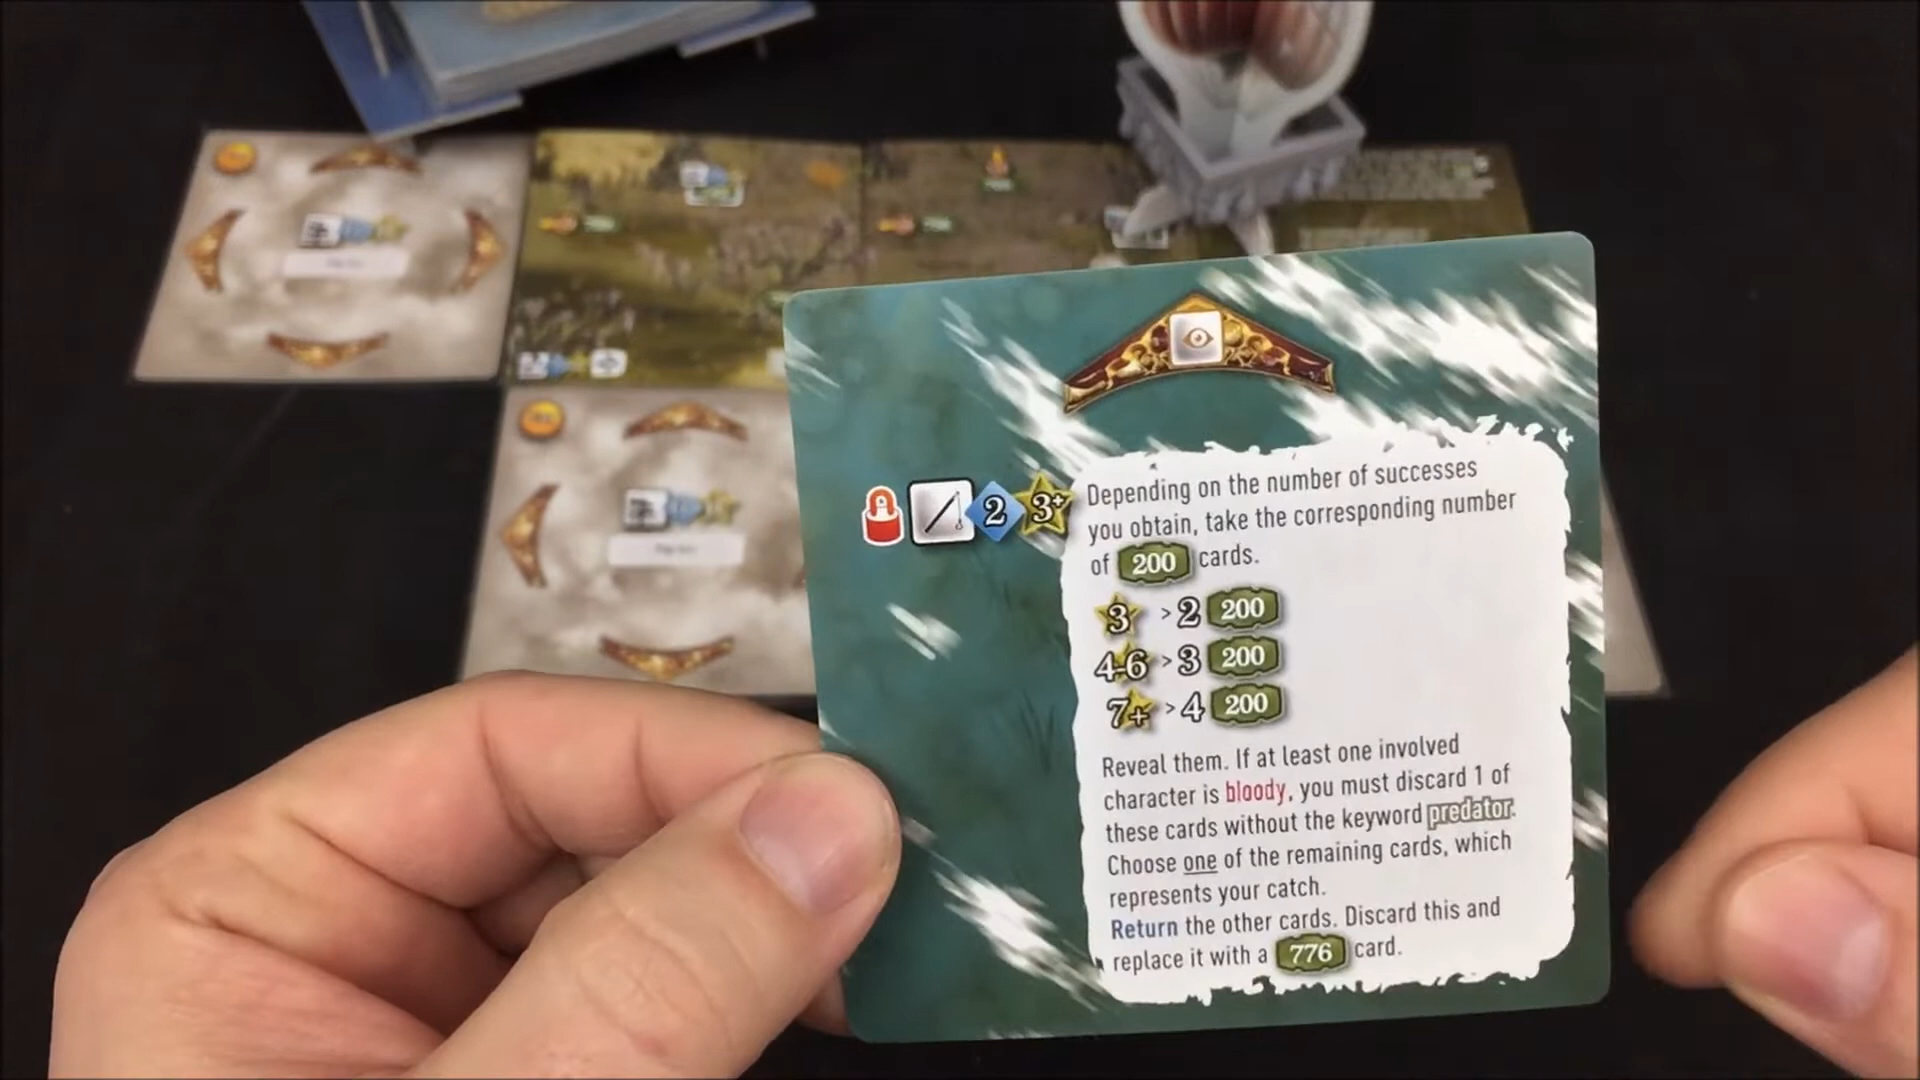 2 3+
Depending on the number of successes
you obtain, take the corresponding number
of 200 cards.
3 > 2 200
4-6 > 3 200
7+ > 4 200
Reveal them. If at least one involved
character is bloody, you must discard 1 of
these cards without the keyword predator.
Choose one of the remaining cards, which
represents your catch.
Return the other cards. Discard this and
replace it with a 776 card.